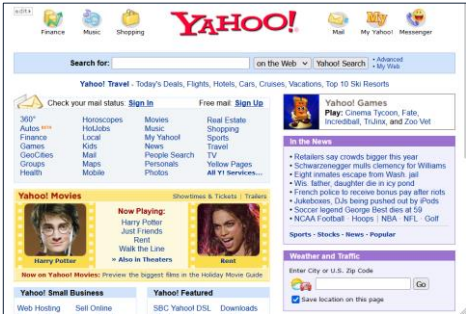 edit
Finance Music Shopping YAHOO! Mail My Yahoo! Messenger
Search for: on the Web Yahoo! Search • Advanced
• My Web
Yahoo! Travel - Today's Deals, Flights, Hotels, Cars, Cruises, Vacations, Top 10 Ski Resorts
Check your mail status: Sign In Free mail: Sign Up
360° Horoscopes Movies Real Estate
Autos BETA HotJobs Music Shopping
Finance Local My Yahoo! Sports
Games Kids News Travel
GeoCities Mail People Search TV
Groups Maps Personals Yellow Pages
Health Mobile Photos All Y! Services...
Yahoo! Movies Showtimes & Tickets | Trailers
Now Playing:
Harry Potter
Just Friends
Rent
Walk the Line
» Also in Theaters
Harry Potter
Rent
Now on Yahoo! Movies: Preview the biggest films in the Holiday Movie Guide
Yahoo! Small Business
Web Hosting Sell Online
Yahoo! Featured
SBC Yahoo! DSL Downloads
Yahoo! Games
Play: Cinema Tycoon, Fate,
Incrediball, TriJinx, and Zoo Vet
In the News
• Retailers say crowds bigger this year
• Schwarzenegger mulls clemency for Williams
• Eight inmates escape from Wash. jail
• Wis. father, daughter die in icy pond
• French police to receive bonus pay after riots
• Jukeboxes, DJs being pushed out by iPods
• Soccer legend George Best dies at 59
• NCAA Football · Hoops | NBA · NFL · Golf
Sports - Stocks - News - Popular
Weather and Traffic
Enter City or U.S. Zip Code
Go
Save location on this page